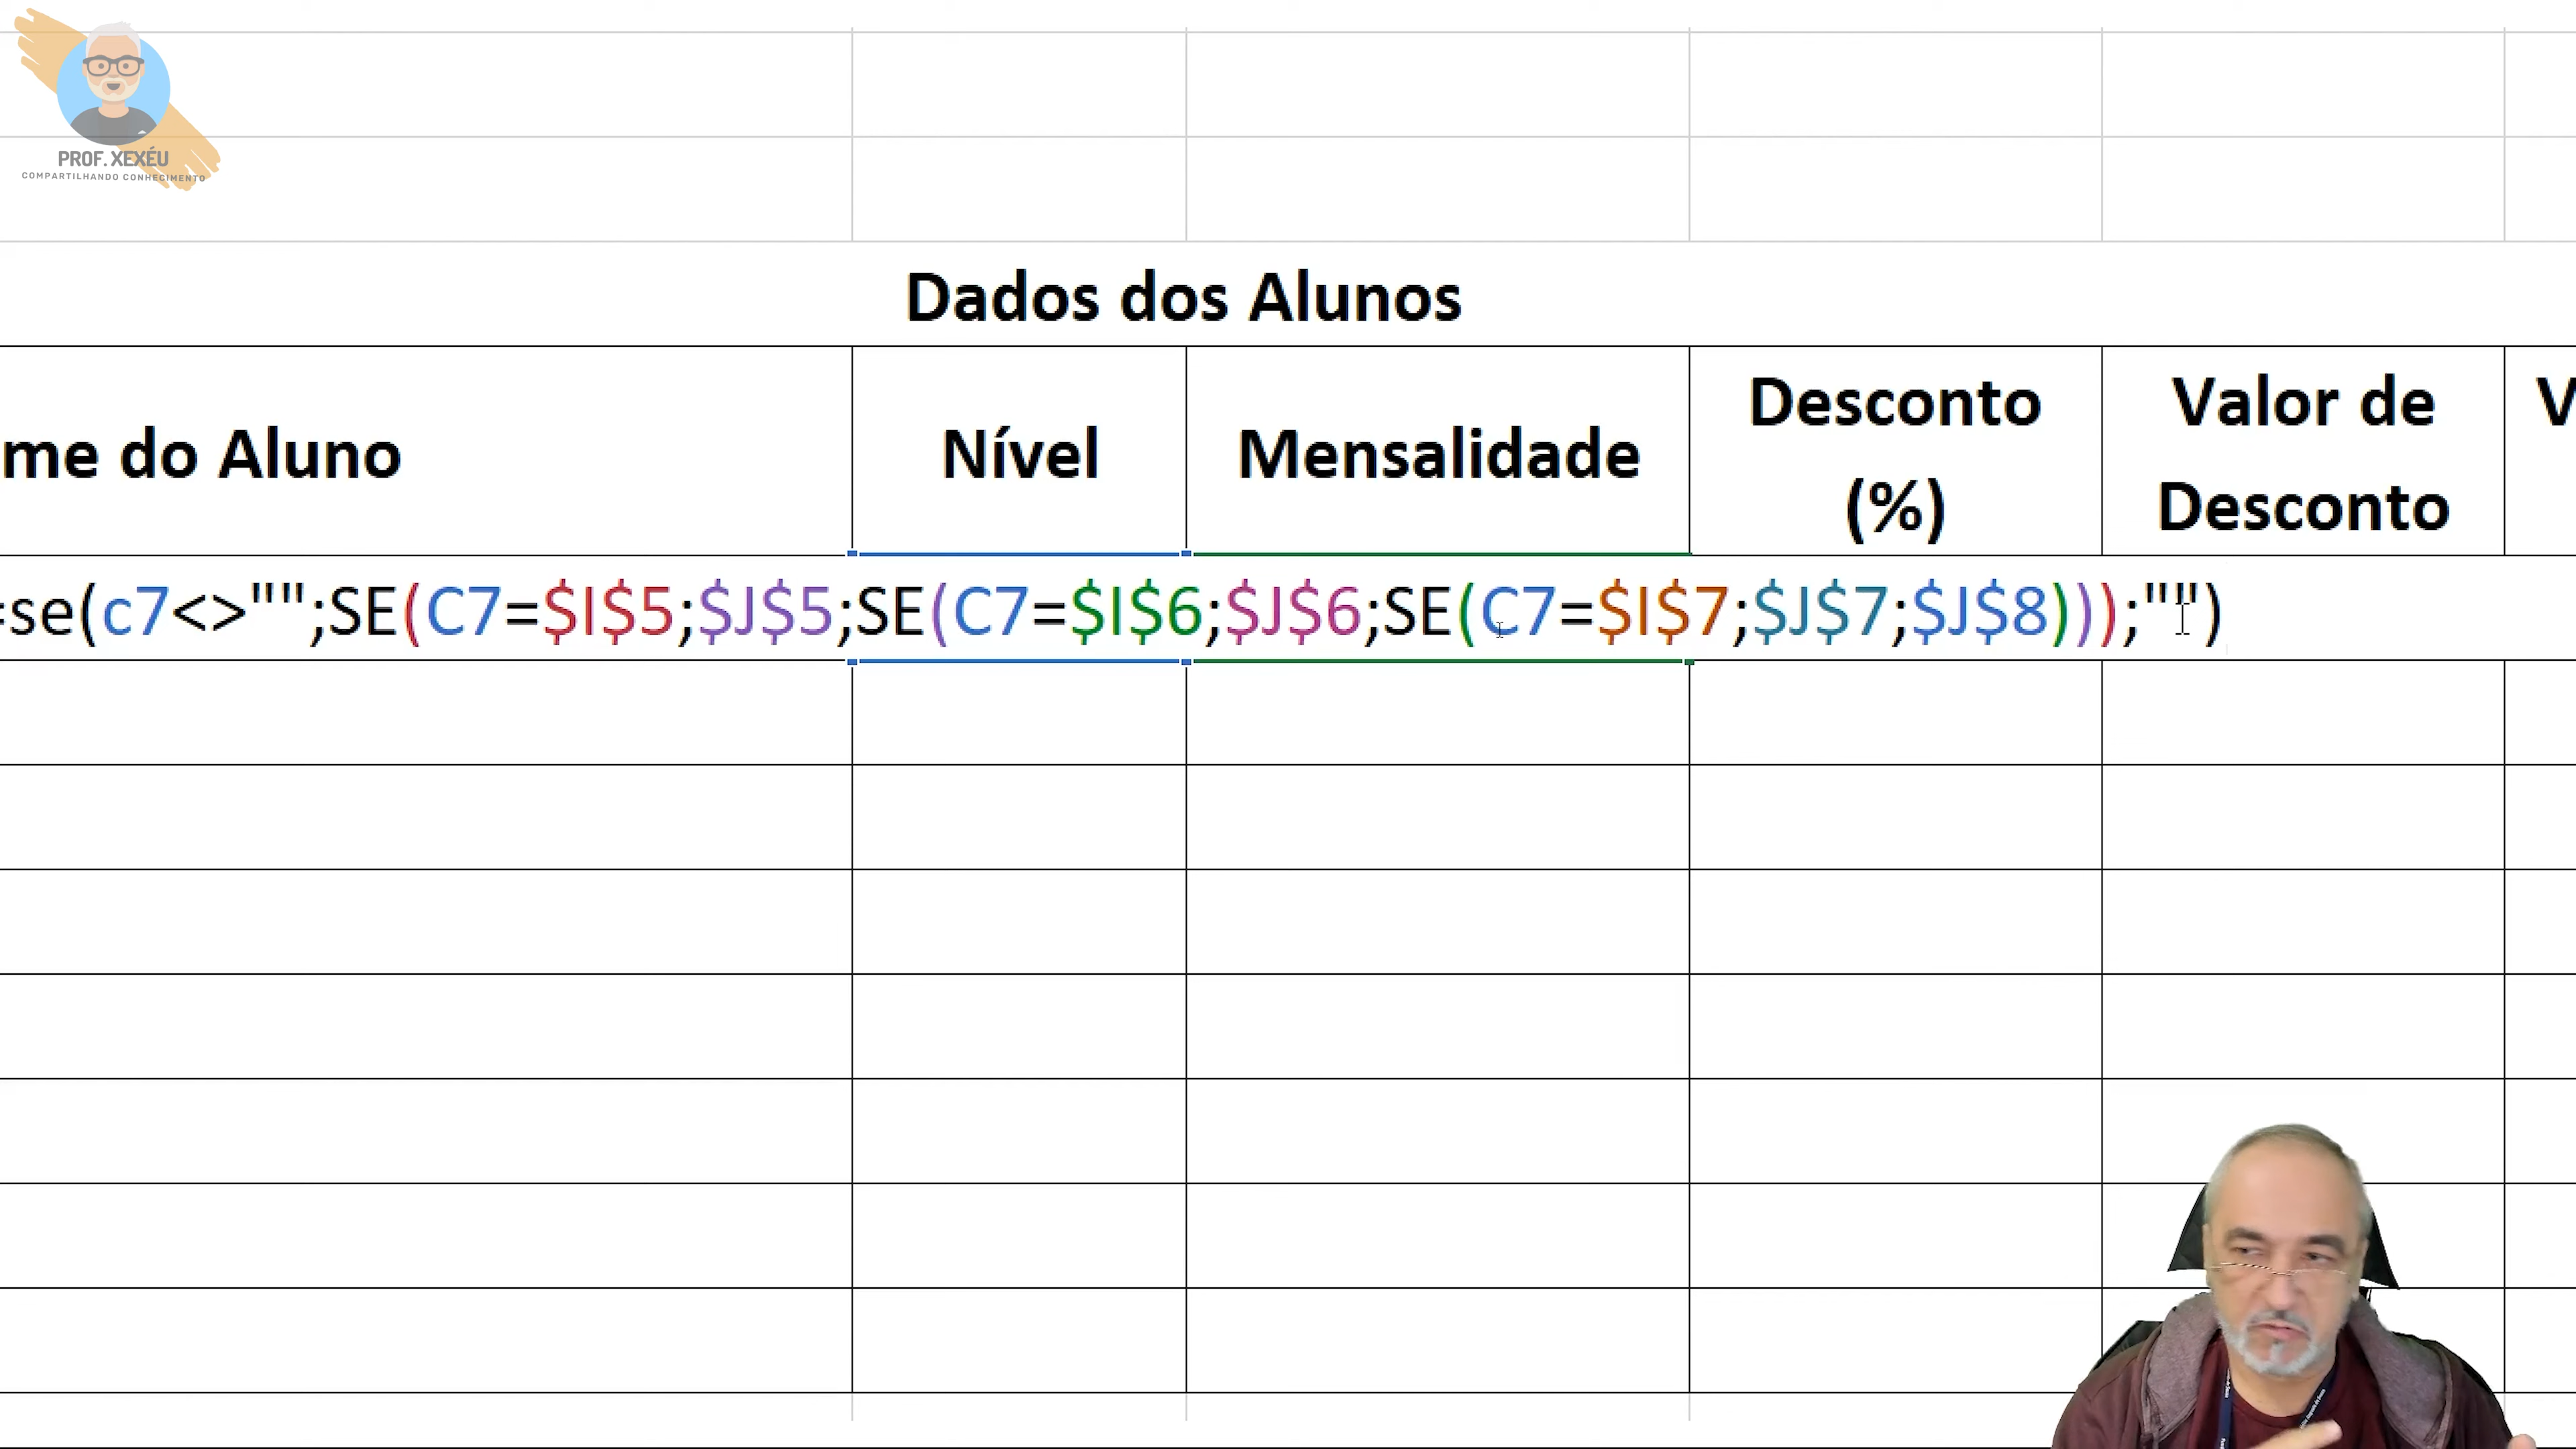 PROF. XEXÉU
COMPARTILHANDO CONHECIMENTO
Dados dos Alunos
me do Aluno
Nível
Mensalidade
Desconto
(%)
Valor de
Desconto
V
=se(c7<>"";SE(C7=$I$5;$J$5;SE(C7=$I$6;$J$6;SE(C7=$I$7;$J$7;$J$8)));"")